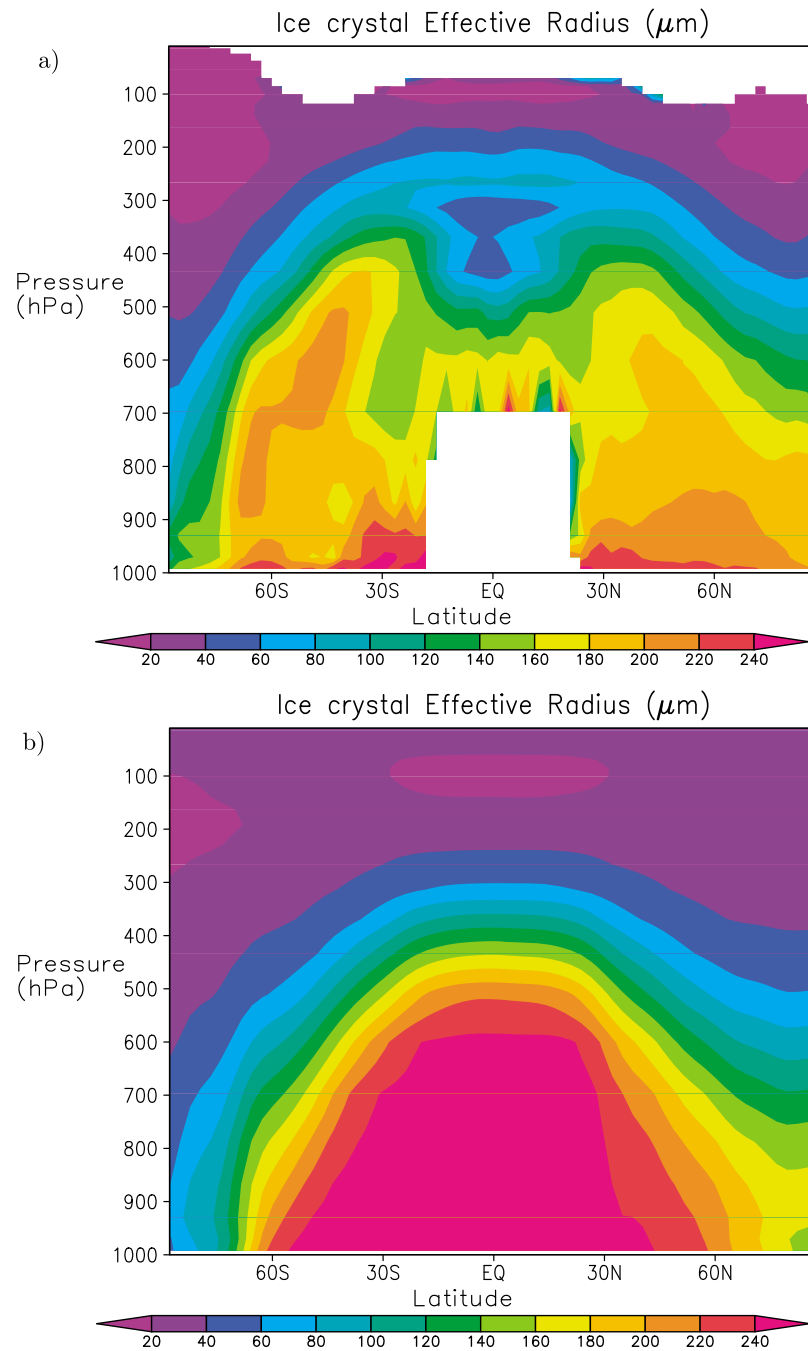 Ice crystal Effective Radius (μm)
a)
100
200
300
400
Pressure
(hPa)
500
600
700
800
900
1000
60S 30S EQ 30N 60N
Latitude
20 40 60 80 100 120 140 160 180 200 220 240
Ice crystal Effective Radius (μm)
b)
100
200
300
400
Pressure
(hPa)
500
600
700
800
900
1000
60S 30S EQ 30N 60N
Latitude
20 40 60 80 100 120 140 160 180 200 220 240